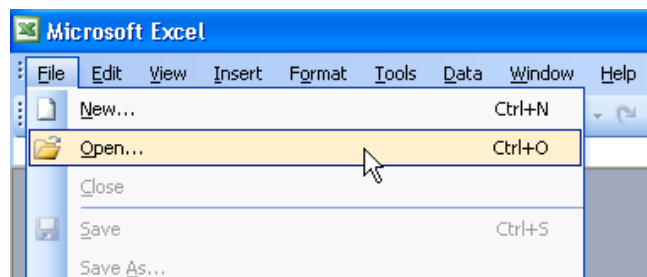 Microsoft Excel
File Edit View Insert Format Tools Data Window Help
New... Ctrl+N
Open... Ctrl+O
Close
Save Ctrl+S
Save As...